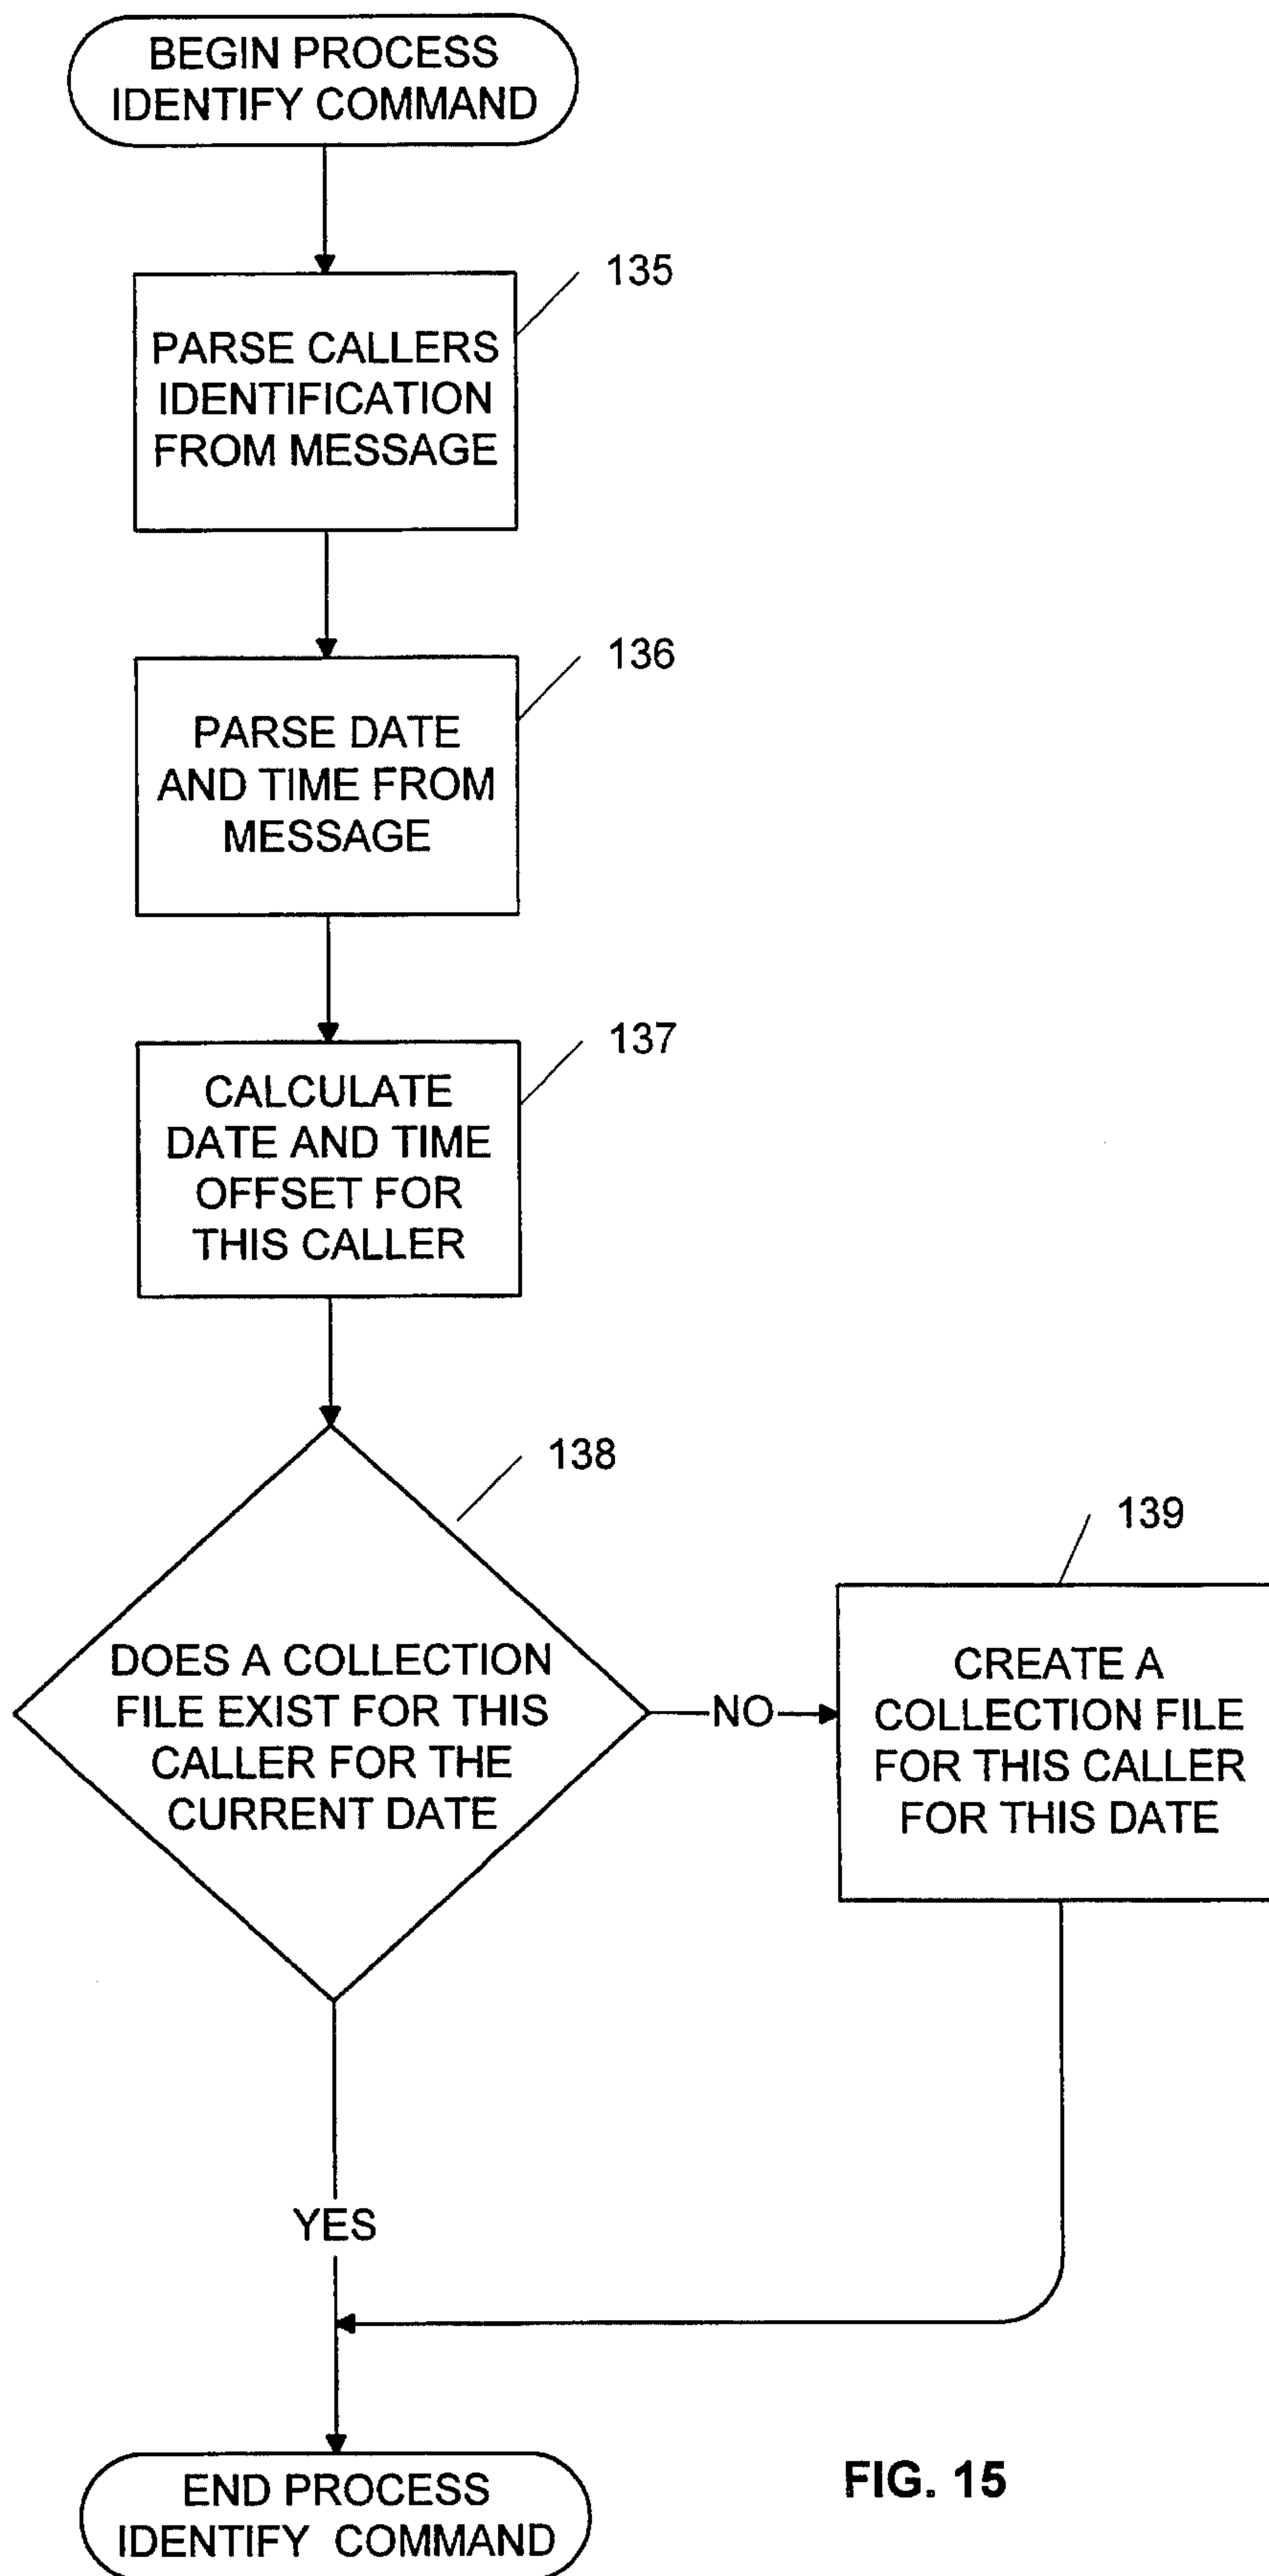 BEGIN PROCESS
IDENTIFY COMMAND
135
PARSE CALLERS
IDENTIFICATION
FROM MESSAGE
136
PARSE DATE
AND TIME FROM
MESSAGE
137
CALCULATE
DATE AND TIME
OFFSET FOR
THIS CALLER
138
DOES A COLLECTION
FILE EXIST FOR THIS
CALLER FOR THE
CURRENT DATE
NO
139
CREATE A
COLLECTION FILE
FOR THIS CALLER
FOR THIS DATE
YES
END PROCESS
IDENTIFY COMMAND
FIG. 15